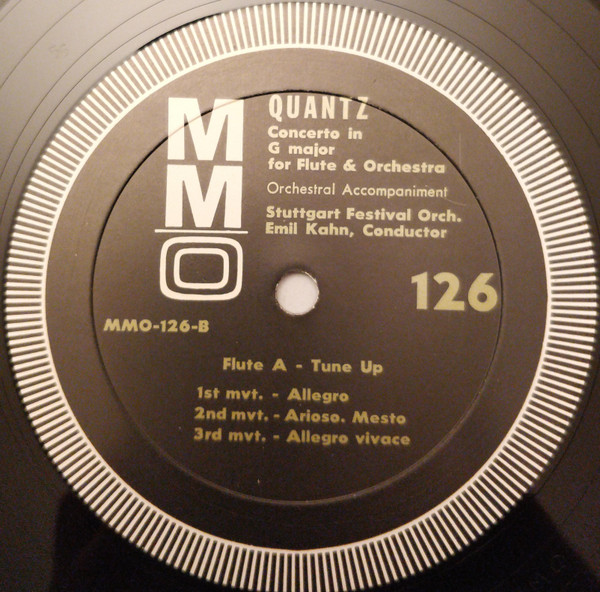 MMO
QUANTZ
Concerto in
G major
for Flute & Orchestra
Orchestral Accompaniment
Stuttgart Festival Orch.
Emil Kahn, Conductor
126
MMO-126-B
Flute A - Tune Up
1st mvt. - Allegro
2nd mvt. - Arioso. Mesto
3rd mvt. - Allegro vivace